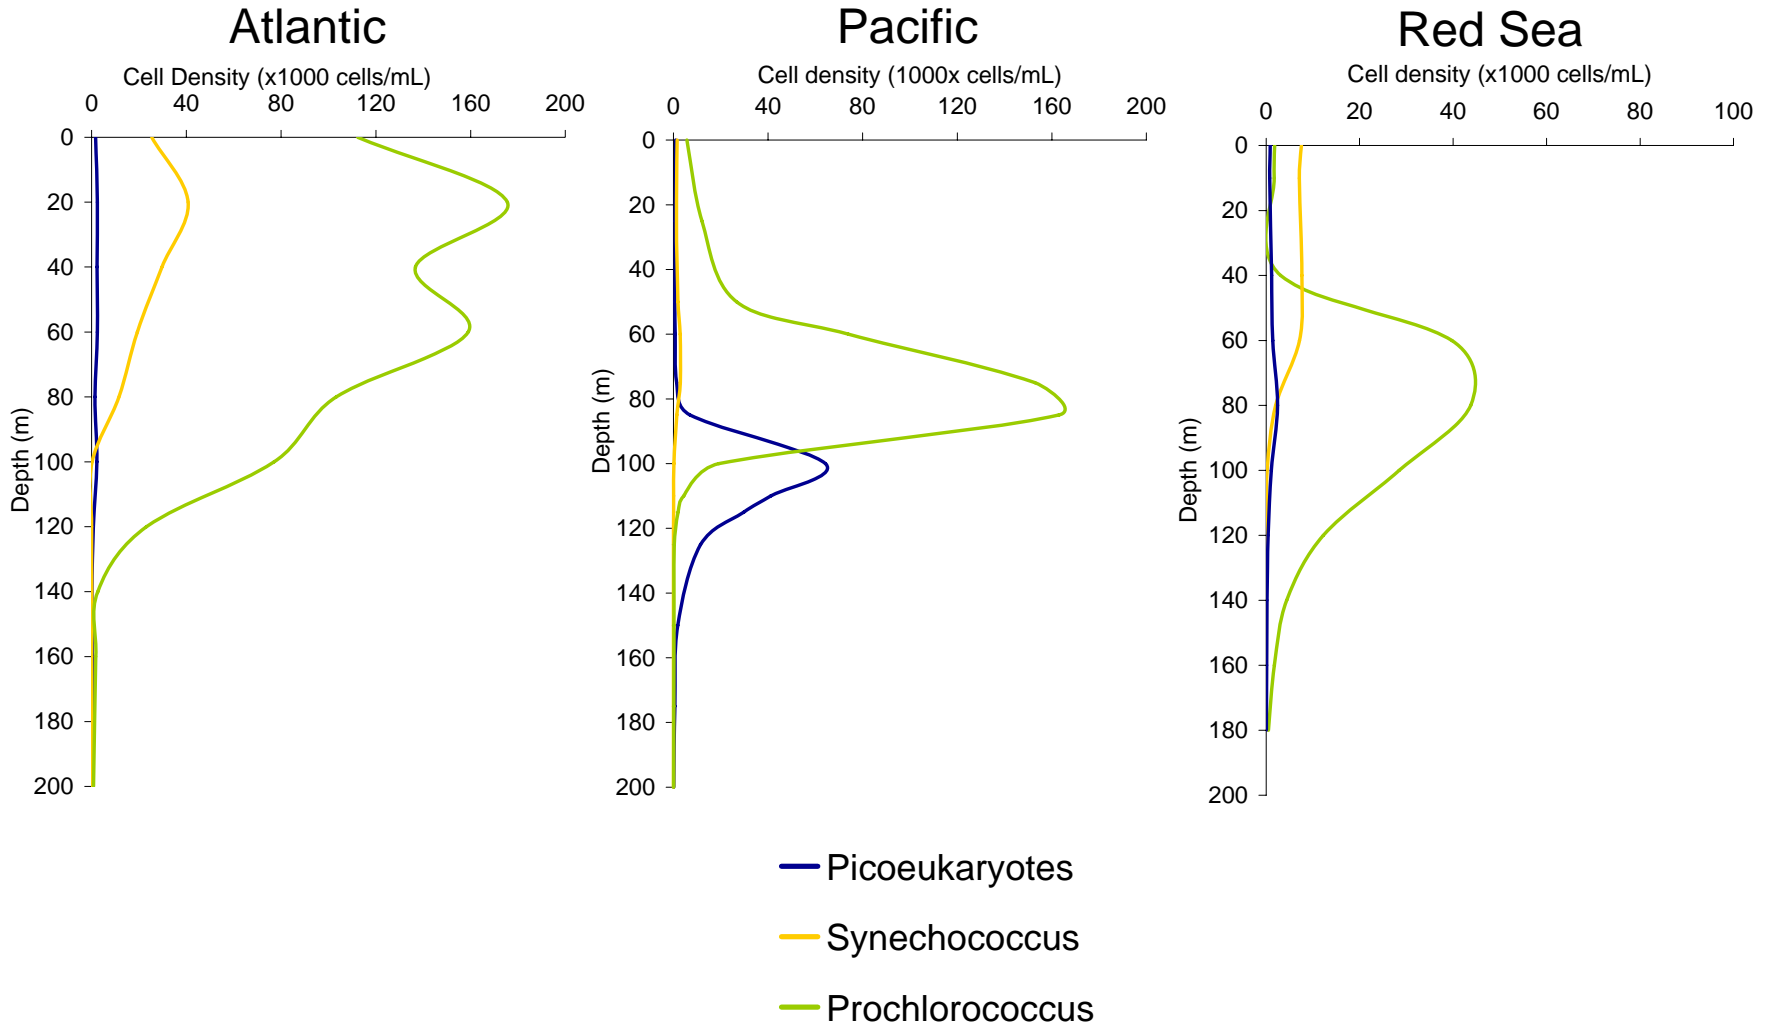 Atlantic
Cell Density (x1000 cells/mL)
0 40 80 120 160 200
0
20
40
60
80
100
120
140
160
180
200
Depth (m)
Pacific
Cell density (1000x cells/mL)
0 40 80 120 160 200
0
20
40
60
80
100
120
140
160
180
200
Depth (m)
Red Sea
Cell density (x1000 cells/mL)
0 20 40 60 80 100
0
20
40
60
80
100
120
140
160
180
200
Depth (m)
Picoeukaryotes
Synechococcus
Prochlorococcus